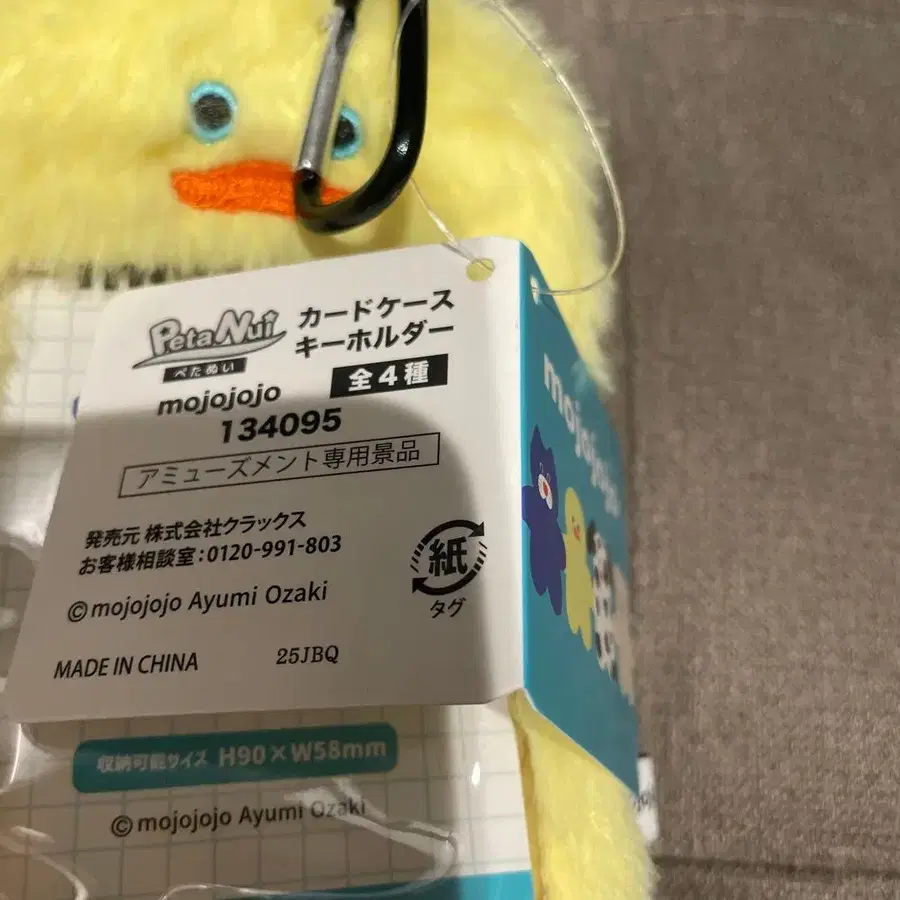 PetaNui
ぺたぬい
カードケース
キーホルダー
全4種
mojojojo
134095
アミューズメント専用景品
発売元 株式会社クラックス
お客様相談室:0120-991-803
©mojojojo Ayumi Ozaki
紙
タグ
MADE IN CHINA
25JBQ
mojojojo
収納可能サイズ H90×W58mm
©mojojojo Ayumi Ozaki